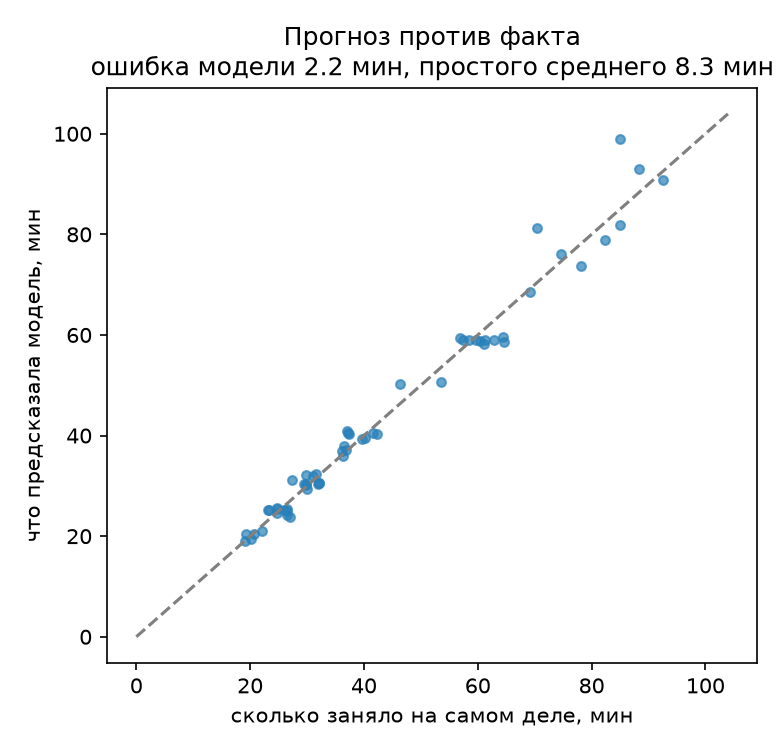 Прогноз против факта
ошибка модели 2.2 мин, простого среднего 8.3 мин
что предсказала модель, мин
100
80
60
40
20
0
0 20 40 60 80 100
сколько заняло на самом деле, мин